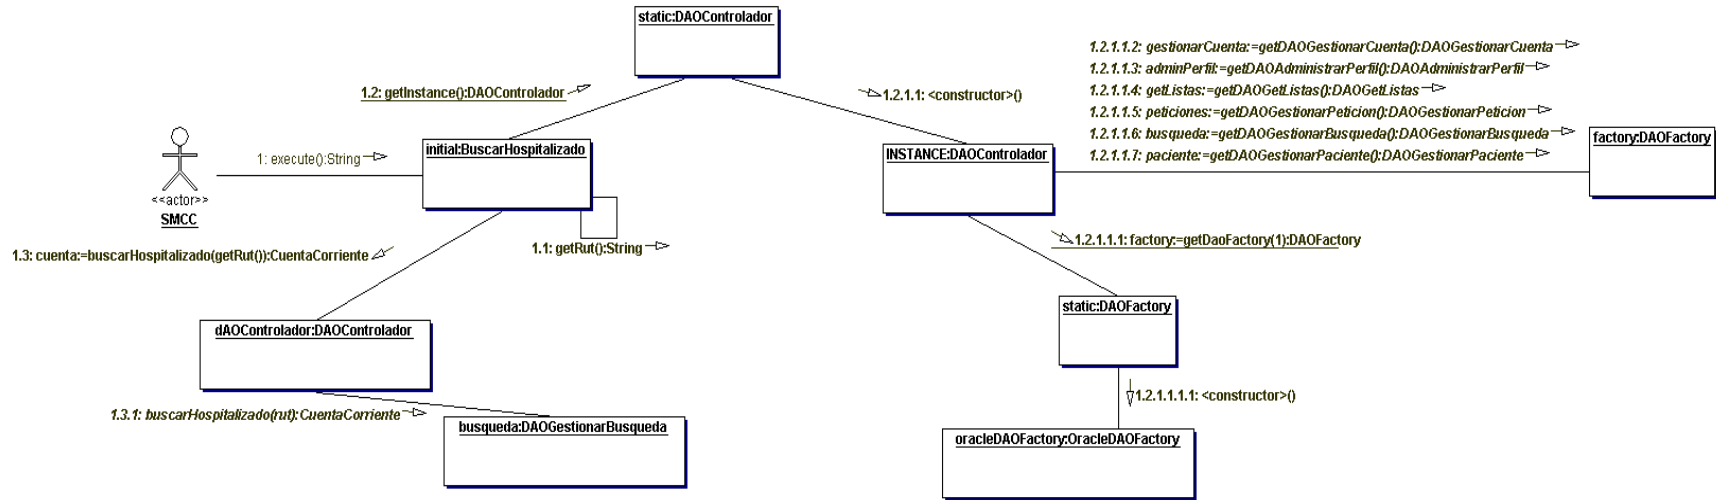 static:DAOControlador
1.2.1.1.2: gestionarCuenta:=getDAOGestionarCuenta():DAOGestionarCuenta
1.2.1.1.3: adminPerfil:=getDAOAdministrarPerfil():DAOAdministrarPerfil
1.2: getInstance():DAOControlador
1.2.1.1: <constructor>()
1.2.1.1.4: getListas:=getDAOGetListas():DAOGetListas
1.2.1.1.5: peticiones:=getDAOGestionarPeticion():DAOGestionarPeticion
1.2.1.1.6: busqueda:=getDAOGestionarBusqueda():DAOGestionarBusqueda
factory:DAOFactory
initial:BuscarHospitalizado
INSTANCE:DAOControlador
1.2.1.1.7: paciente:=getDAOGestionarPaciente():DAOGestionarPaciente
1: execute():String
<<actor>>
SMCC
1.2.1.1.1: factory:=getDaoFactory(1):DAOFactory
1.1: getRut():String
1.3: cuenta:=buscarHospitalizado(getRut()):CuentaCorriente
static:DAOFactory
dAOControlador:DAOControlador
1.2.1.1.1.1: <constructor>()
1.3.1: buscarHospitalizado(rut):CuentaCorriente
busqueda:DAOGestionarBusqueda
oracleDAOFactory:OracleDAOFactory